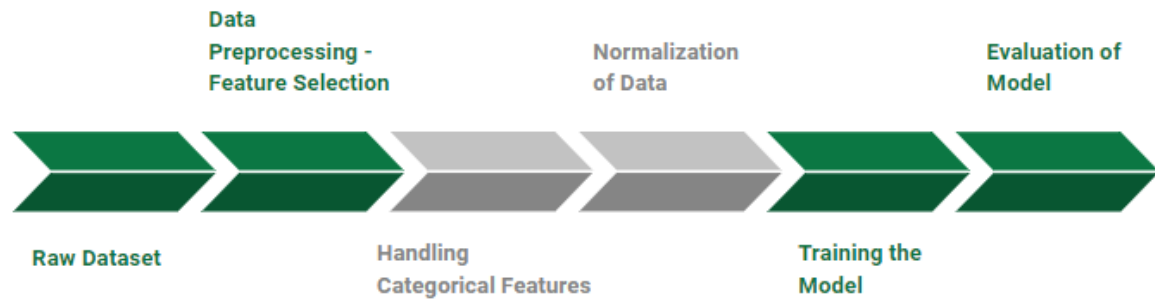 Data
Preprocessing -
Feature Selection
Normalization
of Data
Evaluation of
Model
Raw Dataset
Handling
Categorical Features
Training the
Model